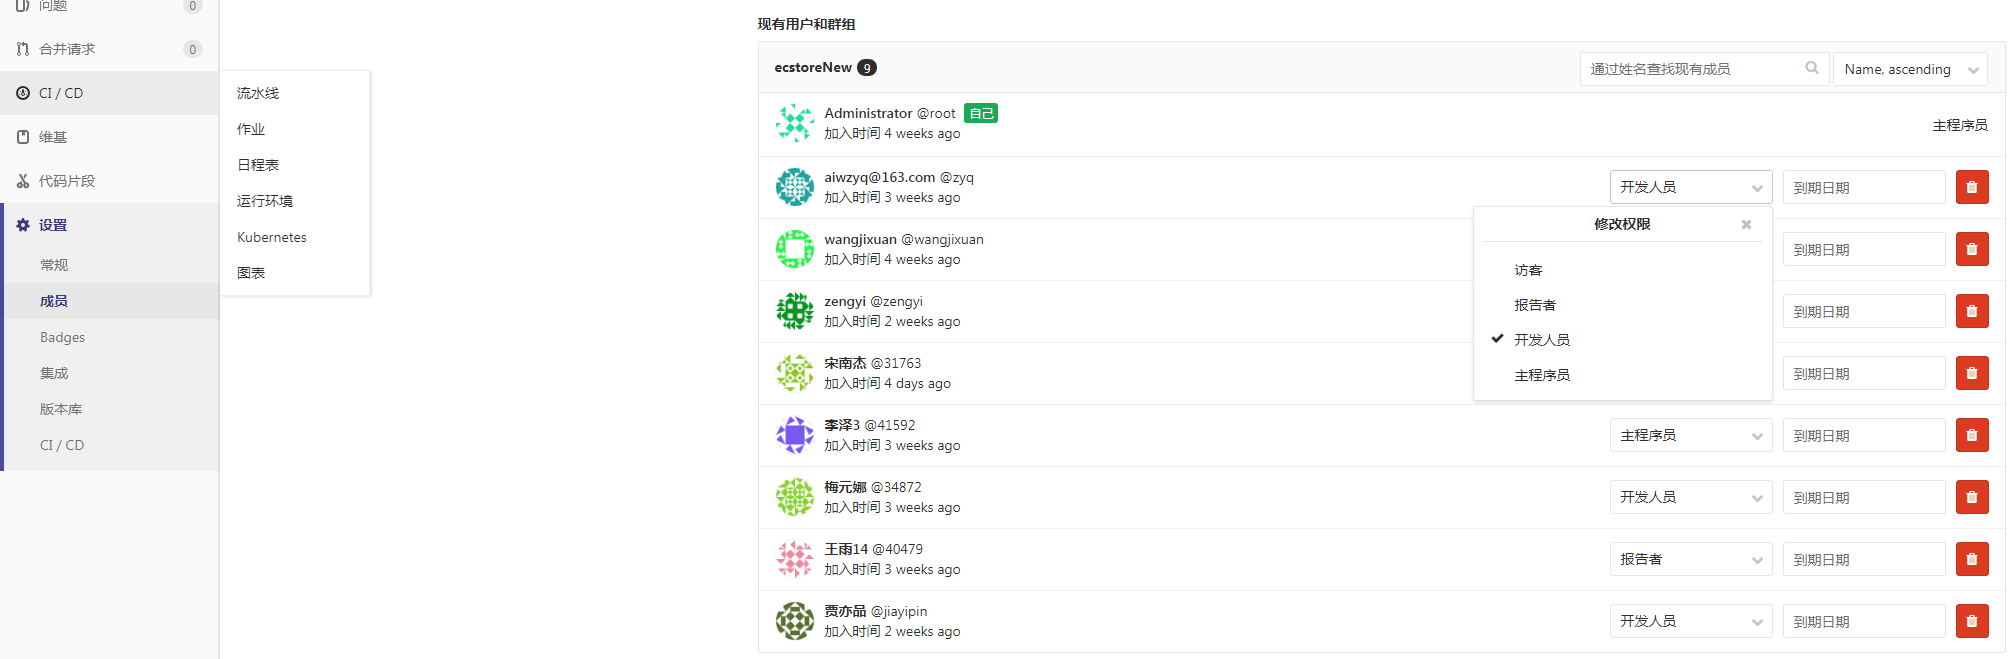 问题 0
合并请求 0
CI / CD
维基
代码片段
设置
常规
成员
Badges
集成
版本库
CI / CD
流水线
作业
日程表
运行环境
Kubernetes
图表
现有用户和群组
ecstoreNew 9
通过姓名查找现有成员
Name, ascending
Administrator @root 自己
加入时间 4 weeks ago
主程序员
aiwzyq@163.com @zyq
加入时间 3 weeks ago
开发人员 到期日期
修改权限
访客
报告者
开发人员
主程序员
wangjixuan @wangjixuan
加入时间 4 weeks ago
到期日期
zengyi @zengyi
加入时间 2 weeks ago
到期日期
宋南杰 @31763
加入时间 4 days ago
到期日期
李泽3 @41592
加入时间 3 weeks ago
主程序员 到期日期
梅元娜 @34872
加入时间 3 weeks ago
开发人员 到期日期
王雨14 @40479
加入时间 3 weeks ago
报告者 到期日期
贾亦品 @jiayipin
加入时间 2 weeks ago
开发人员 到期日期